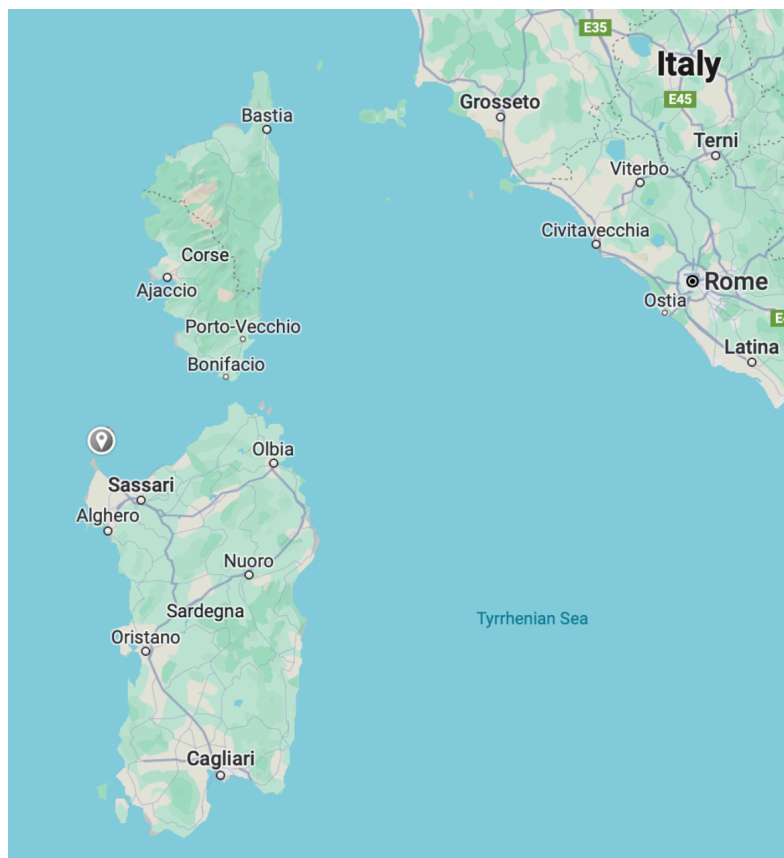 E35
Italy
E45
Grosseto
Bastia
Terni
Viterbo
Civitavecchia
Corse
Rome
Ajaccio
Ostia
Porto-Vecchio
Latina
Bonifacio
Olbia
Sassari
Alghero
Nuoro
Sardegna
Tyrrhenian Sea
Oristano
Cagliari